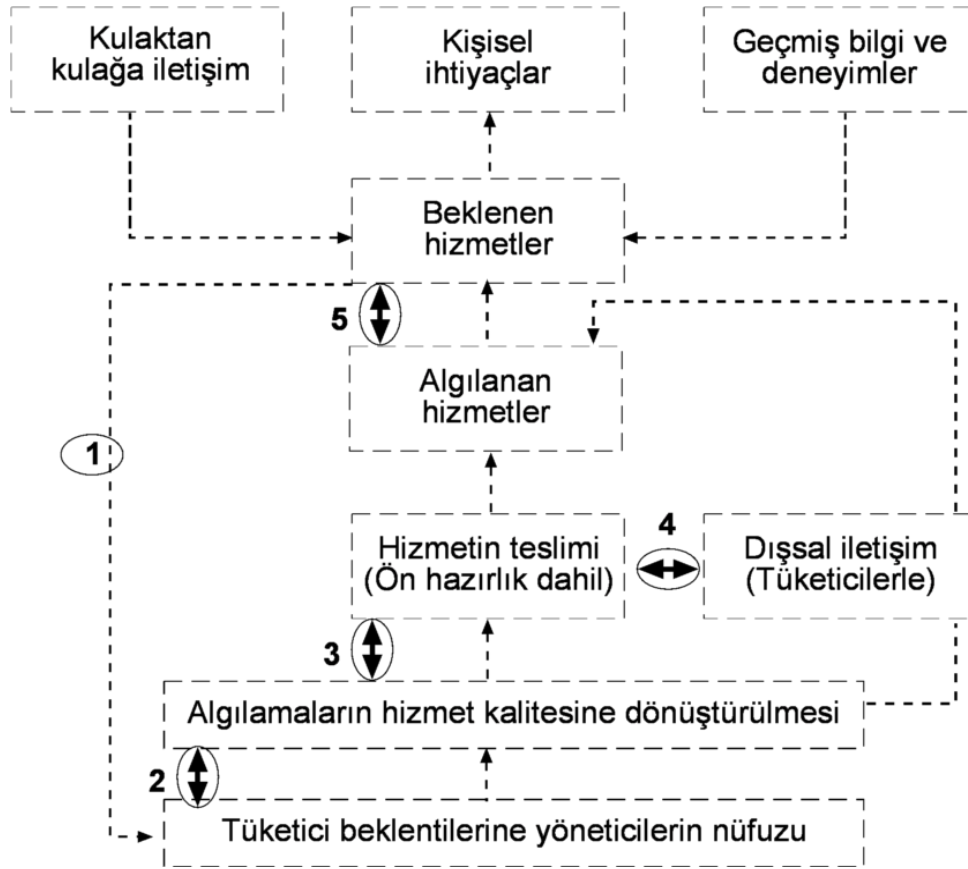 Kulaktan
kulağa iletişim
Kişisel
ihtiyaçlar
Geçmiş bilgi ve
deneyimler
Beklenen
hizmetler
5
Algılanan
hizmetler
1
Hizmetin teslimi
(Ön hazırlık dahil)
4
Dışsal iletişim
(Tüketicilerle)
3
Algılamaların hizmet kalitesine dönüştürülmesi
2
Tüketici beklentilerine yöneticilerin nüfuzu